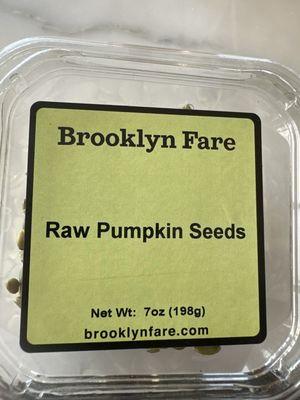 Brooklyn Fare
Raw Pumpkin Seeds
Net Wt: 7oz (198g)
brooklynfare.com